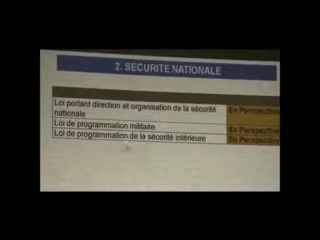 2. SECURITE NATIONALE
Loi portant direction et organisation de la sécurité
nationale
En Perspective
Loi de programmation militaire
En Perspective
Loi de programmation de la sécurité intérieure
En Perspective